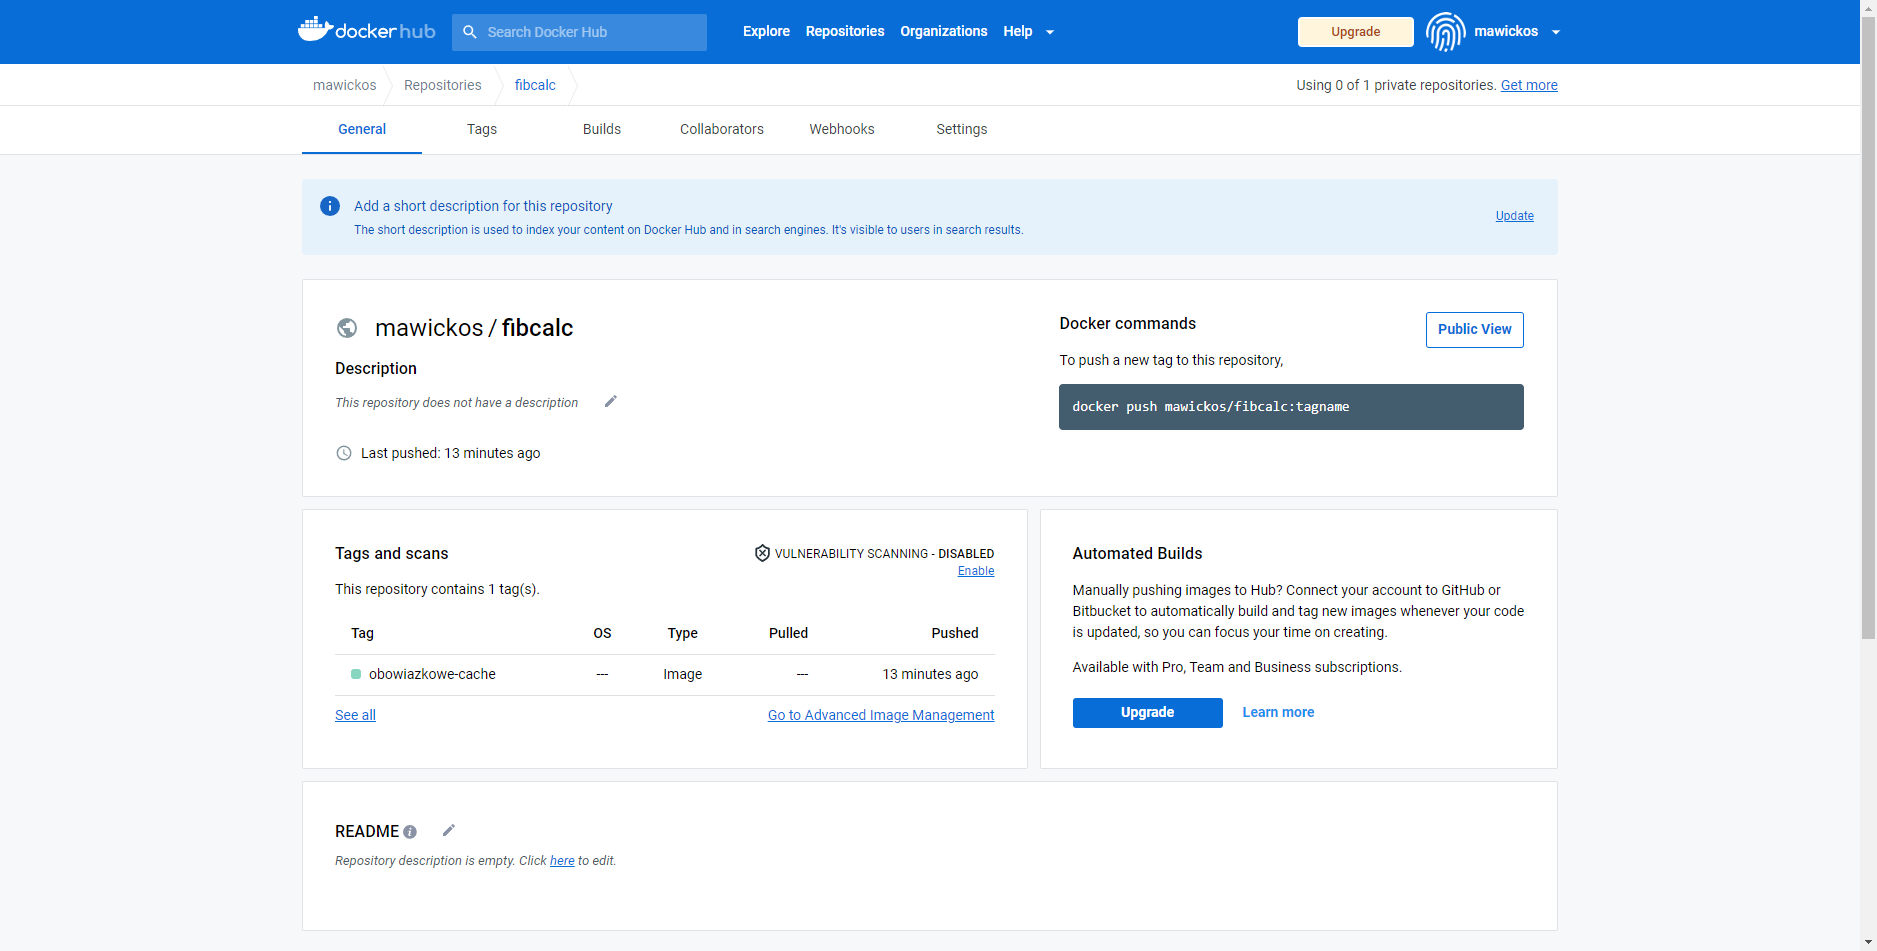 docker hub
Search Docker Hub
Explore
Repositories
Organizations
Help
Upgrade
mawickos
mawickos
Repositories
fibcalc
Using 0 of 1 private repositories. Get more
General
Tags
Builds
Collaborators
Webhooks
Settings
Add a short description for this repository
The short description is used to index your content on Docker Hub and in search engines. It's visible to users in search results.
Update
mawickos / fibcalc
Description
This repository does not have a description
Last pushed: 13 minutes ago
Docker commands
Public View
To push a new tag to this repository,
docker push mawickos/fibcalc:tagname
Tags and scans
VULNERABILITY SCANNING - DISABLED
Enable
This repository contains 1 tag(s).
Tag OS Type Pulled Pushed
obowiazkowe-cache --- Image --- 13 minutes ago
See all
Go to Advanced Image Management
Automated Builds
Manually pushing images to Hub? Connect your account to GitHub or
Bitbucket to automatically build and tag new images whenever your code
is updated, so you can focus your time on creating.
Available with Pro, Team and Business subscriptions.
Upgrade
Learn more
README
Repository description is empty. Click here to edit.